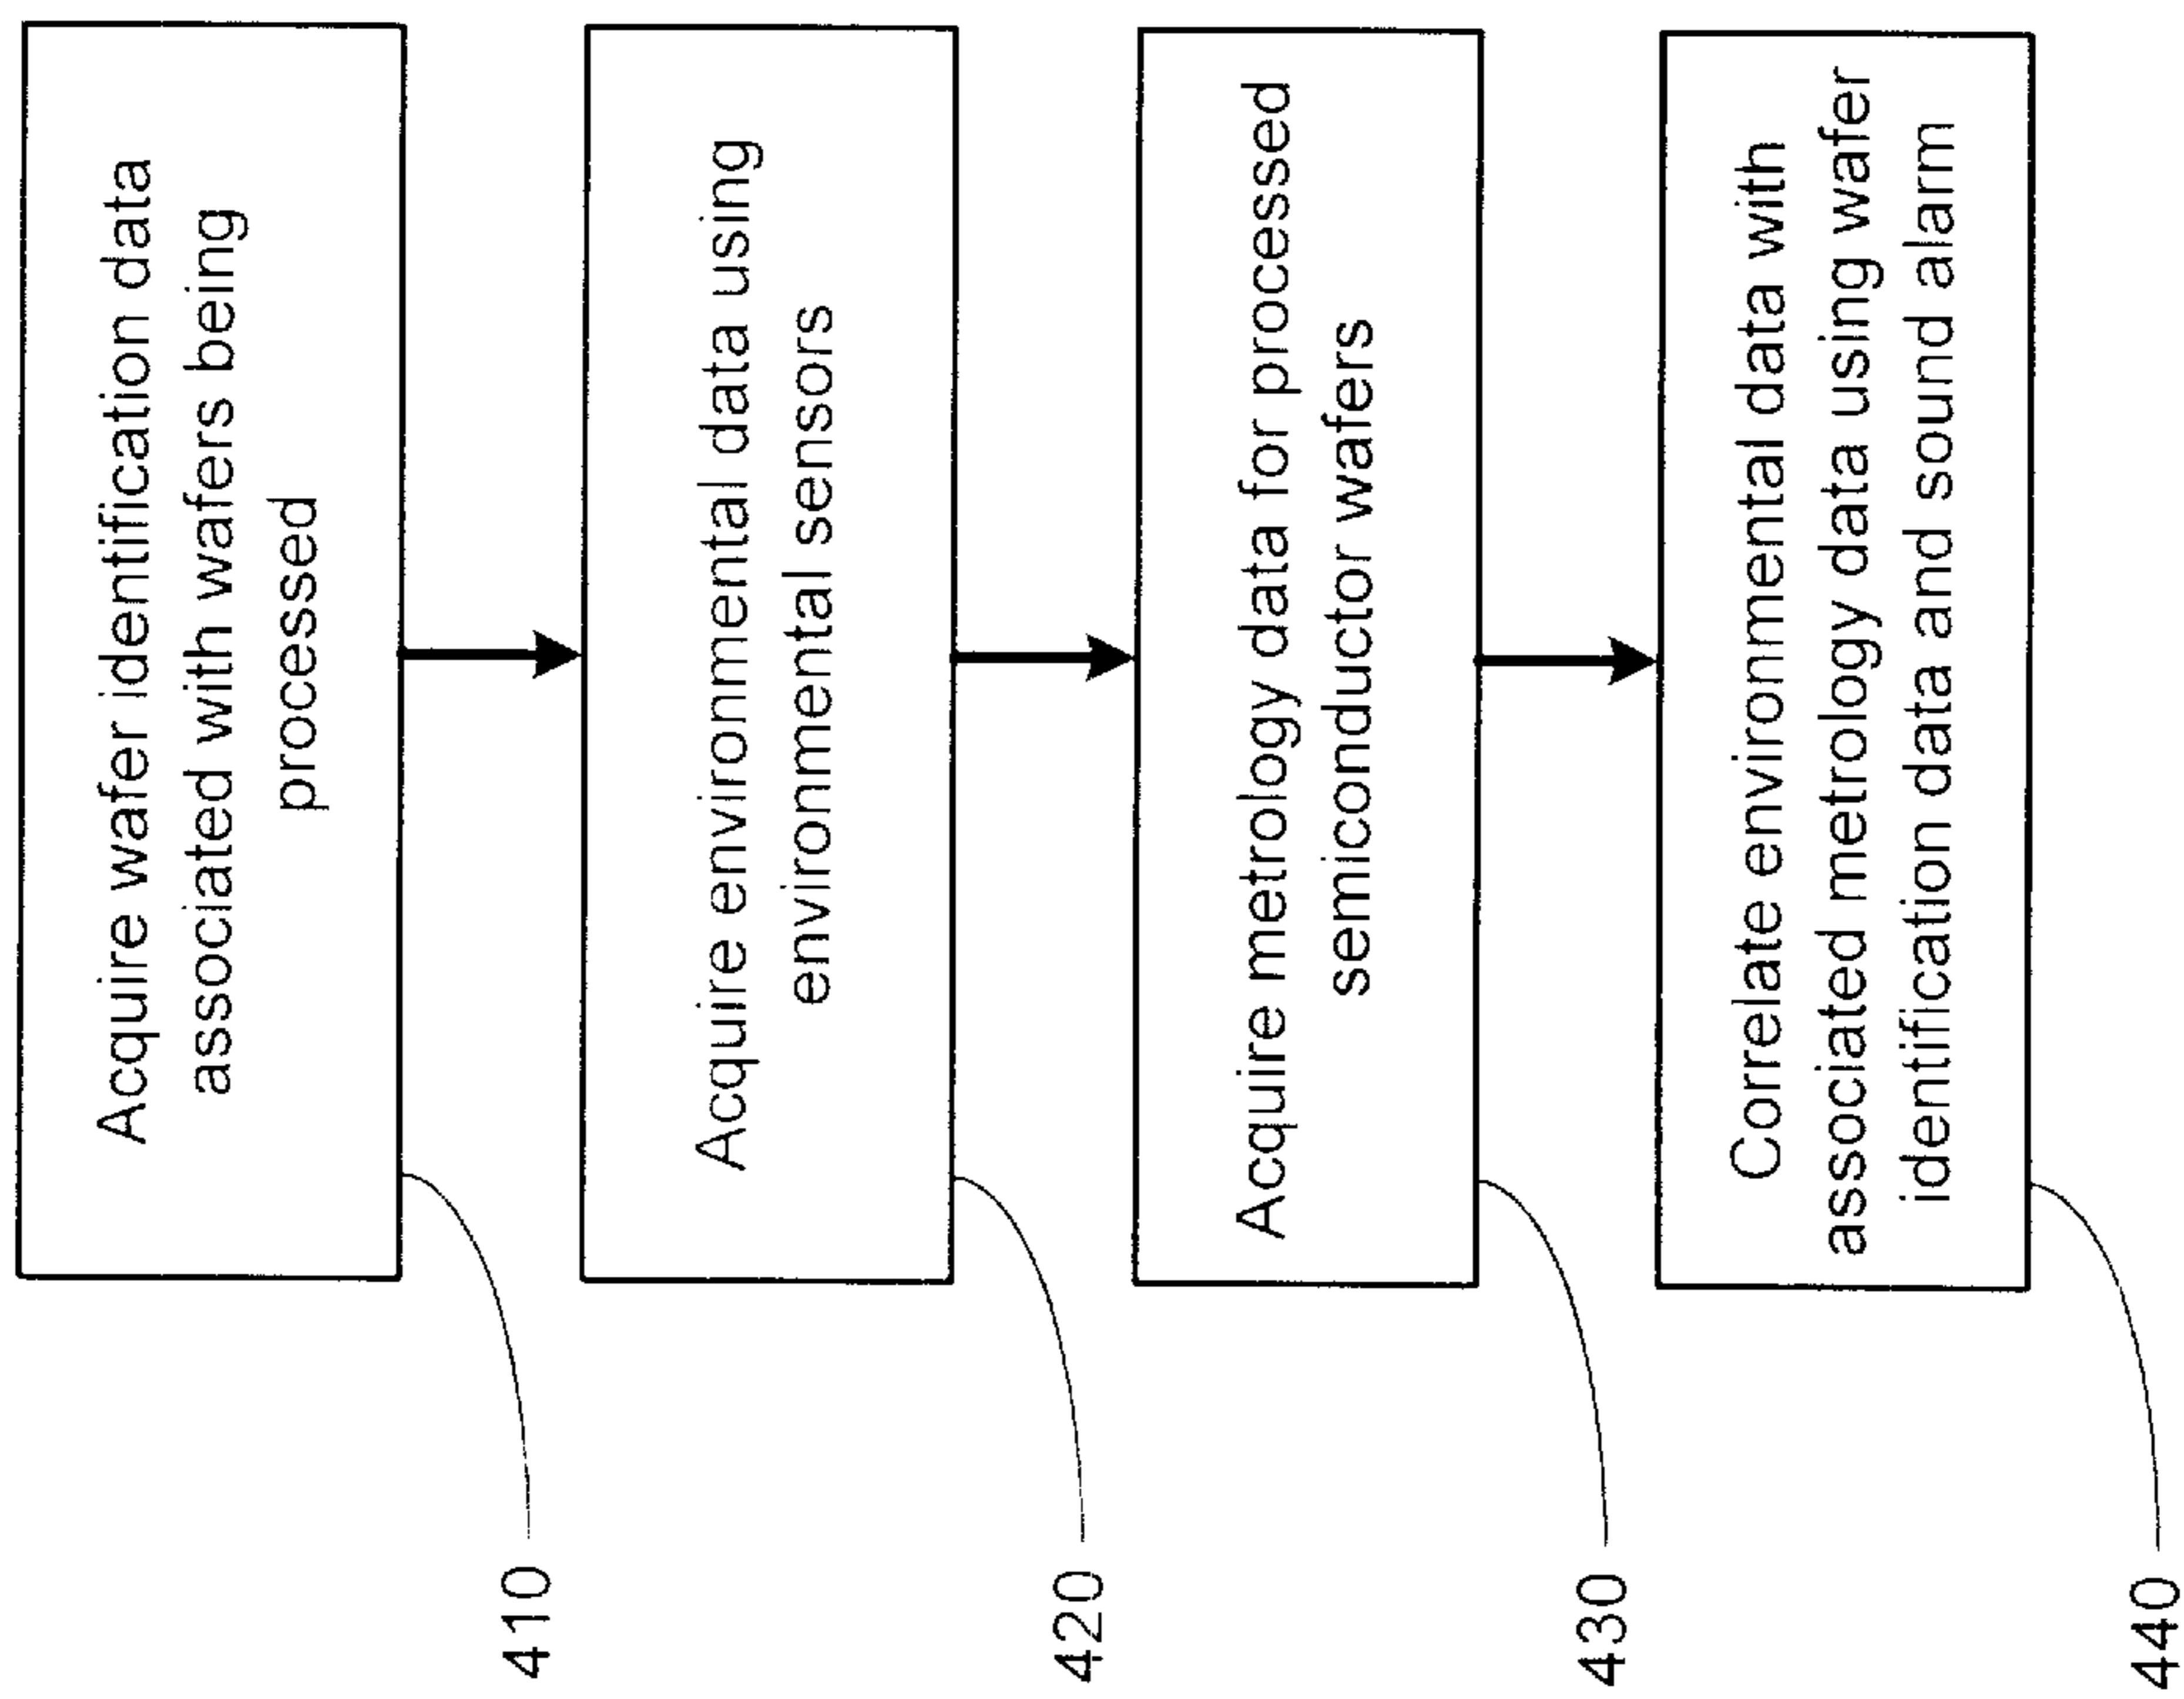 Acquire wafer identification data
associated with wafers being
processed
410
Acquire environmental data using
environmental sensors
420
Acquire metrology data for processed
semiconductor wafers
430
Correlate environmental data with
associated metrology data using wafer
identification data and sound alarm
440